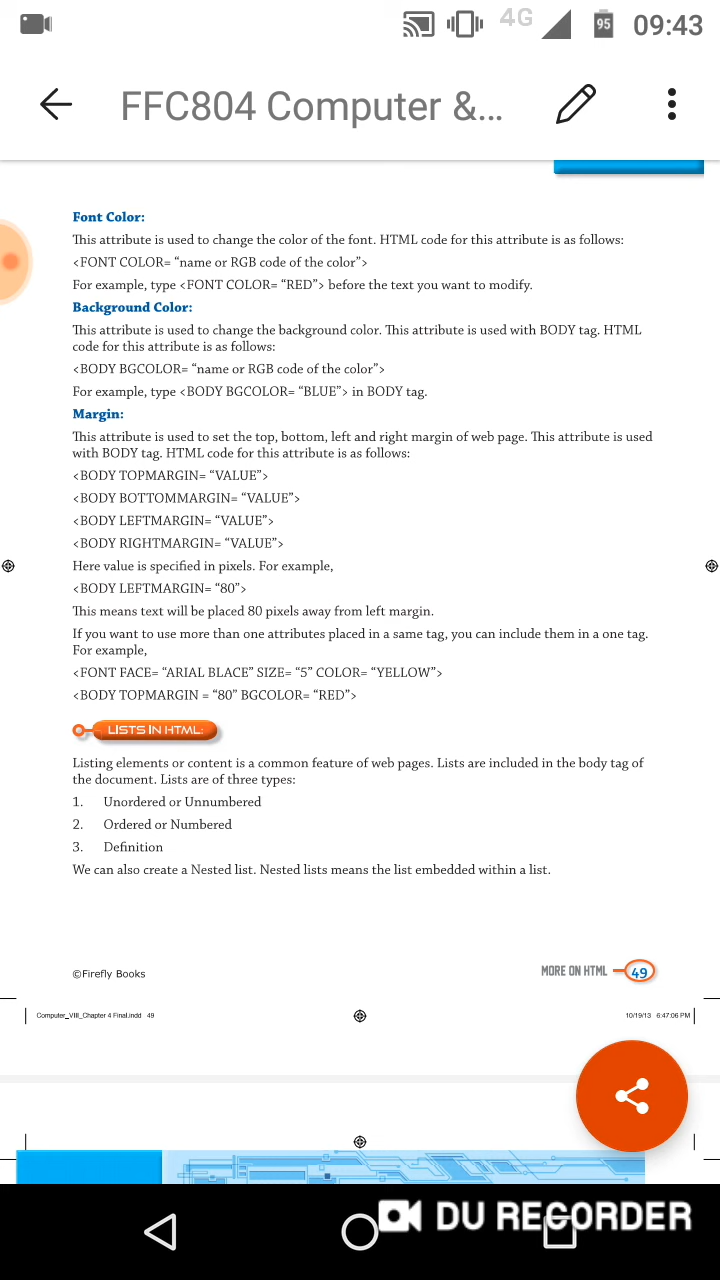 4G 95 09:43
FFC804 Computer &...
Font Color:
This attribute is used to change the color of the font. HTML code for this attribute is as follows:
<FONT COLOR= “name or RGB code of the color”>
For example, type <FONT COLOR= “RED”> before the text you want to modify.
Background Color:
This attribute is used to change the background color. This attribute is used with BODY tag. HTML
code for this attribute is as follows:
<BODY BGCOLOR= “name or RGB code of the color”>
For example, type <BODY BGCOLOR= “BLUE”> in BODY tag.
Margin:
This attribute is used to set the top, bottom, left and right margin of web page. This attribute is used
with BODY tag. HTML code for this attribute is as follows:
<BODY TOPMARGIN= “VALUE”>
<BODY BOTTOMMARGIN= “VALUE”>
<BODY LEFTMARGIN= “VALUE”>
<BODY RIGHTMARGIN= “VALUE”>
Here value is specified in pixels. For example,
<BODY LEFTMARGIN= “80”>
This means text will be placed 80 pixels away from left margin.
If you want to use more than one attributes placed in a same tag, you can include them in a one tag.
For example,
<FONT FACE= “ARIAL BLACE” SIZE= “5” COLOR= “YELLOW”>
<BODY TOPMARGIN = “80” BGCOLOR= “RED”>
LISTS IN HTML:
Listing elements or content is a common feature of web pages. Lists are included in the body tag of
the document. Lists are of three types:
1. Unordered or Unnumbered
2. Ordered or Numbered
3. Definition
We can also create a Nested list. Nested lists means the list embedded within a list.
©Firefly Books MORE ON HTML 49
Computer_VIII_Chapter 4 Final.indd 49 10/19/13 6:47:06 PM
DU RECORDER